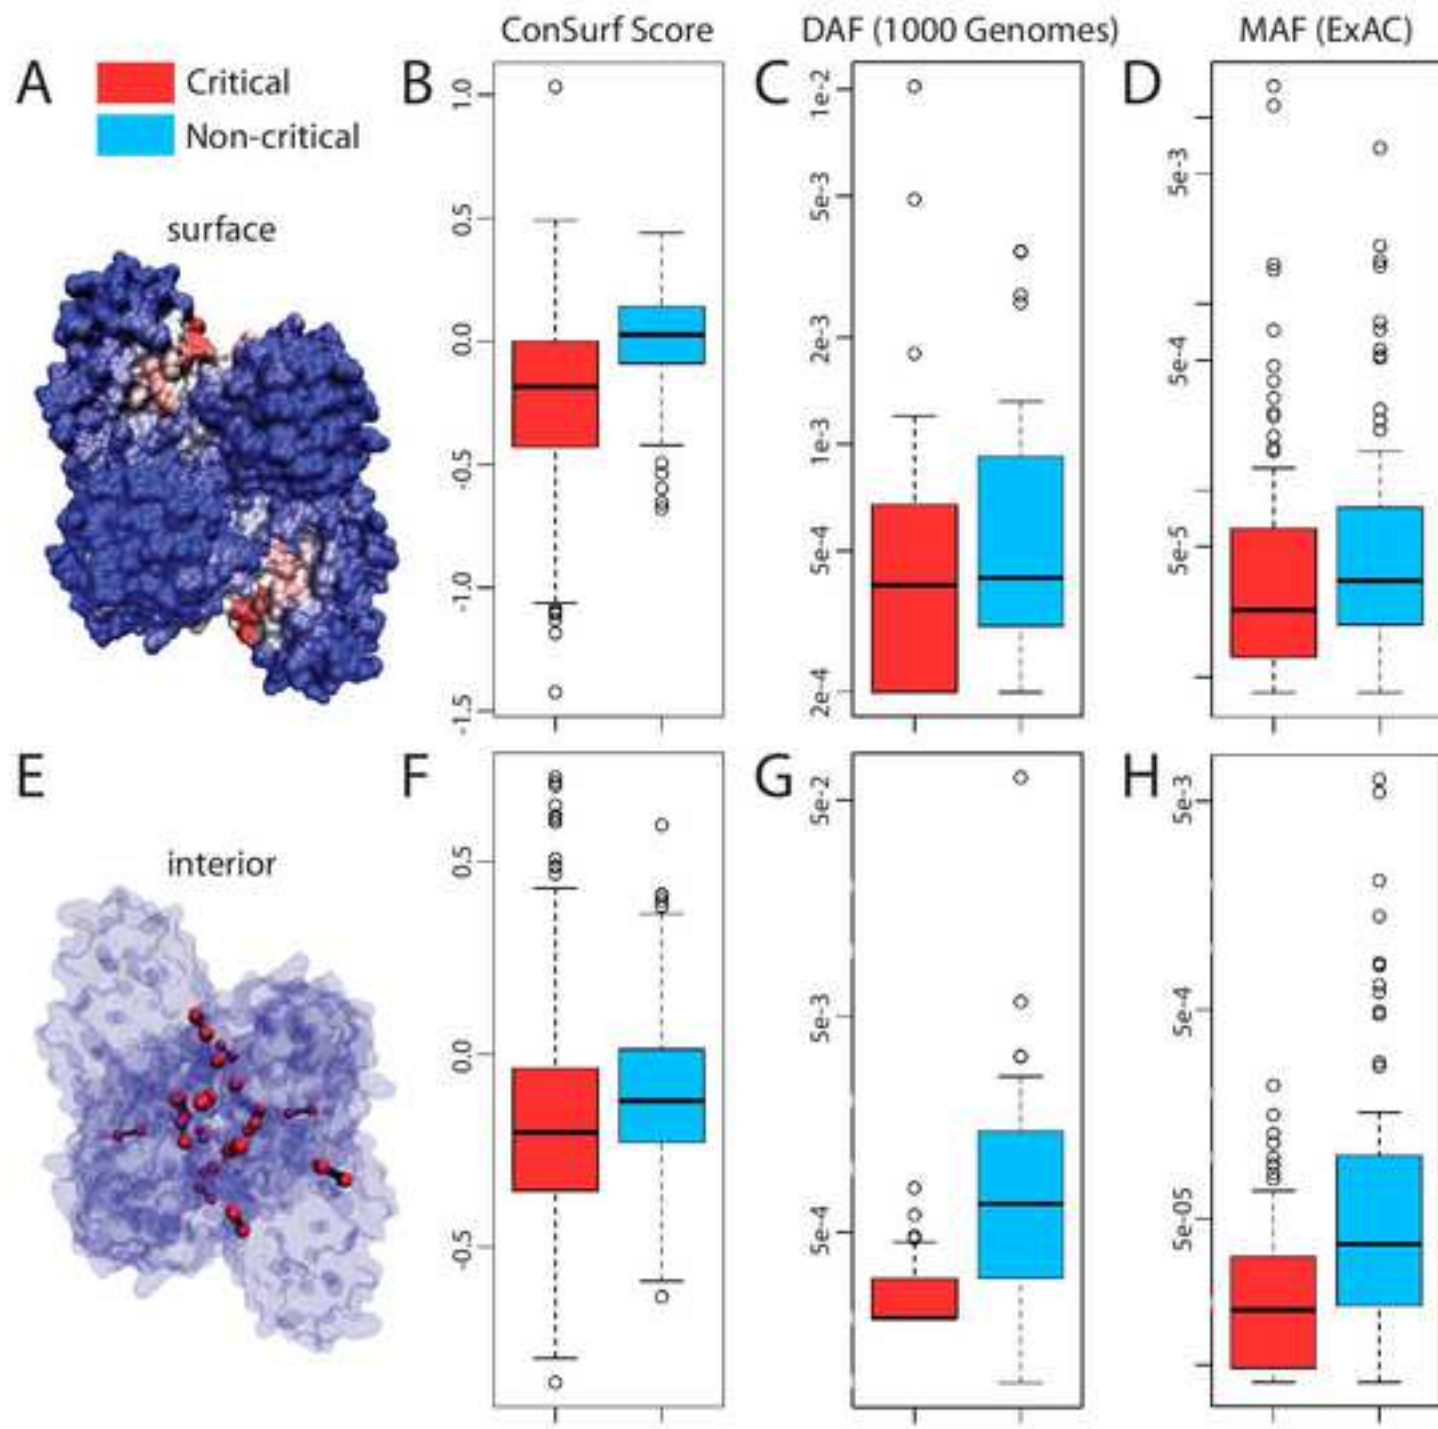 ConSurf Score
DAF (1000 Genomes)
MAF (ExAC)
A
Critical
Non-critical
surface
B
1.0
0.5
0.0
-0.5
-1.0
-1.5
C
1e-2
5e-3
2e-3
1e-3
5e-4
2e-4
D
5e-3
5e-4
5e-5
E
interior
F
0.5
0.0
-0.5
G
5e-2
5e-3
5e-4
H
5e-3
5e-4
5e-05